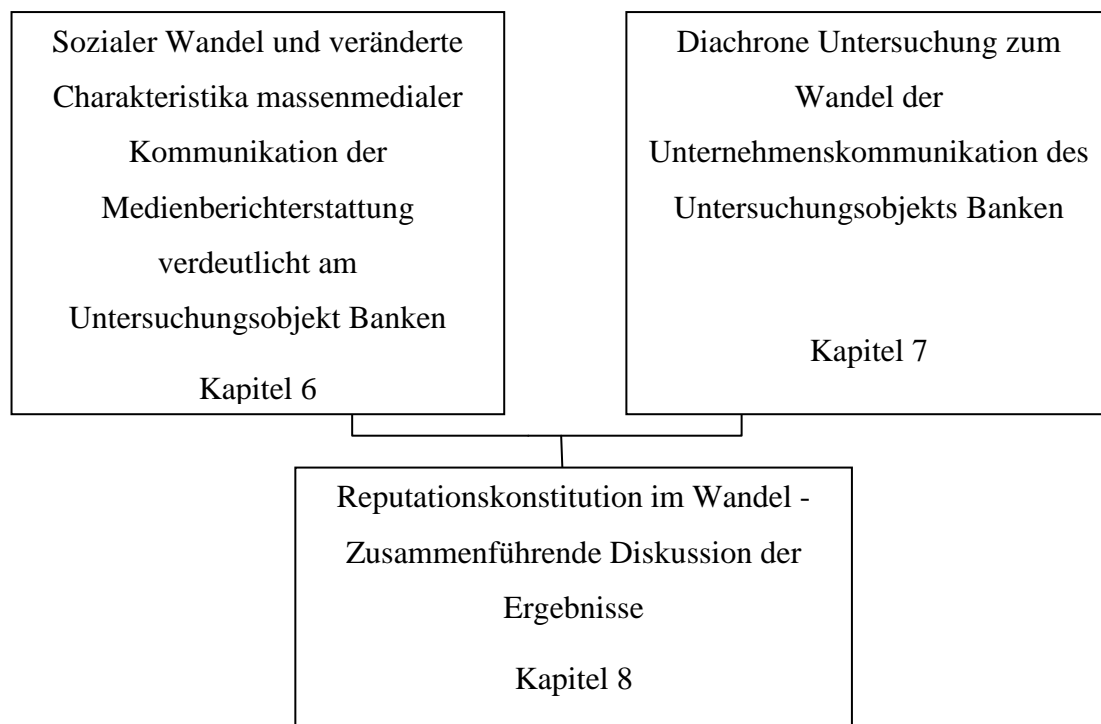 Sozialer Wandel und veränderte
Charakteristika massenmedialer
Kommunikation der
Medienberichterstattung
verdeutlicht am
Untersuchungsobjekt Banken
Kapitel 6
Diachrone Untersuchung zum
Wandel der
Unternehmenskommunikation des
Untersuchungsobjekts Banken
Kapitel 7
Reputationskonstitution im Wandel -
Zusammenführende Diskussion der
Ergebnisse
Kapitel 8